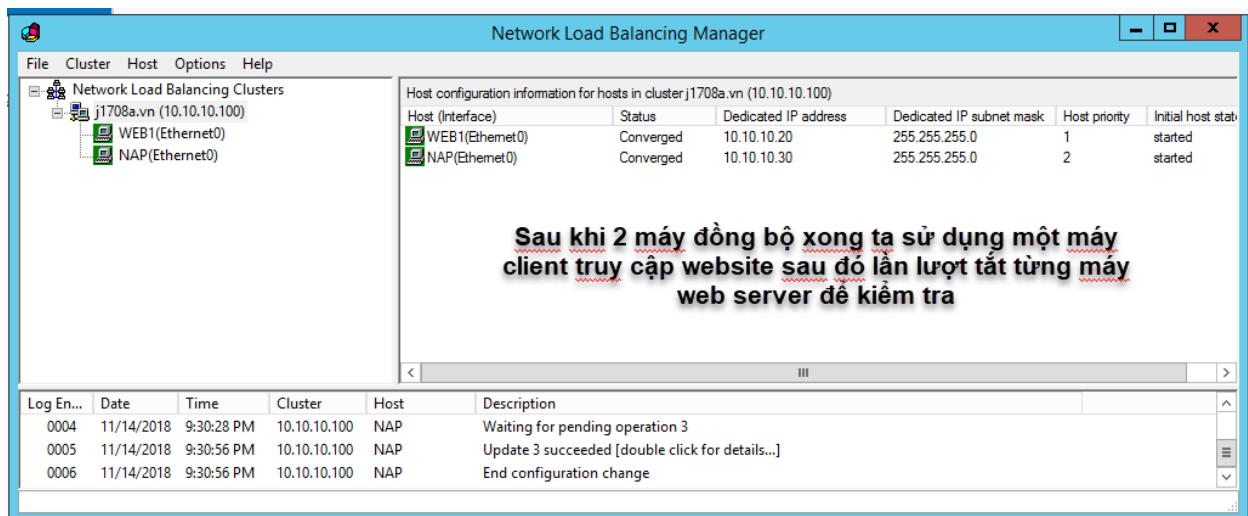 Network Load Balancing Manager
File Cluster Host Options Help
Network Load Balancing Clusters
j1708a.vn (10.10.10.100)
WEB1(Ethernet0)
NAP(Ethernet0)
Host configuration information for hosts in cluster j1708a.vn (10.10.10.100)
Host (Interface) Status Dedicated IP address Dedicated IP subnet mask Host priority Initial host stat
WEB1(Ethernet0) Converged 10.10.10.20 255.255.255.0 1 started
NAP(Ethernet0) Converged 10.10.10.30 255.255.255.0 2 started
Sau khi 2 máy đồng bộ xong ta sử dụng một máy
client truy cập website sau đó lần lượt tắt từng máy
web server để kiểm tra
Log En... Date Time Cluster Host Description
0004 11/14/2018 9:30:28 PM 10.10.10.100 NAP Waiting for pending operation 3
0005 11/14/2018 9:30:56 PM 10.10.10.100 NAP Update 3 succeeded [double click for details...]
0006 11/14/2018 9:30:56 PM 10.10.10.100 NAP End configuration change